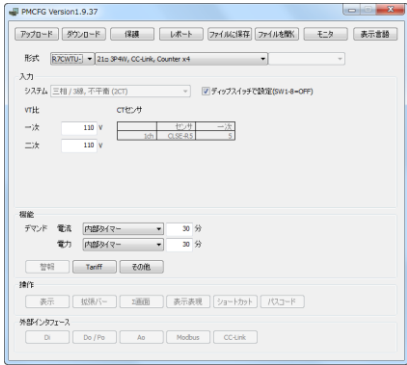 PMCFG Version1.9.37
アップロード ダウンロード 保護 レポート ファイルに保存 ファイルを開く モニタ 表示言語
形式 R7CWTU- 21□ 3P4W, CC-Link, Counter x4
入力
システム 三相 / 3線, 不平衡 (2CT) ディップスイッチで設定(SW1-8=OFF)
VT比 CTセンサ
一次 110 V センサ 一次
1ch CLSE-R5 5
二次 110 V
機能
デマンド 電流 内部タイマー 30 分
電力 内部タイマー 30 分
警報 Tariff その他
操作
表示 拡張バー 画面 表示表現 ショートカット パスコード
外部インタフェース
Di Do / Po Ao Modbus CC-Link